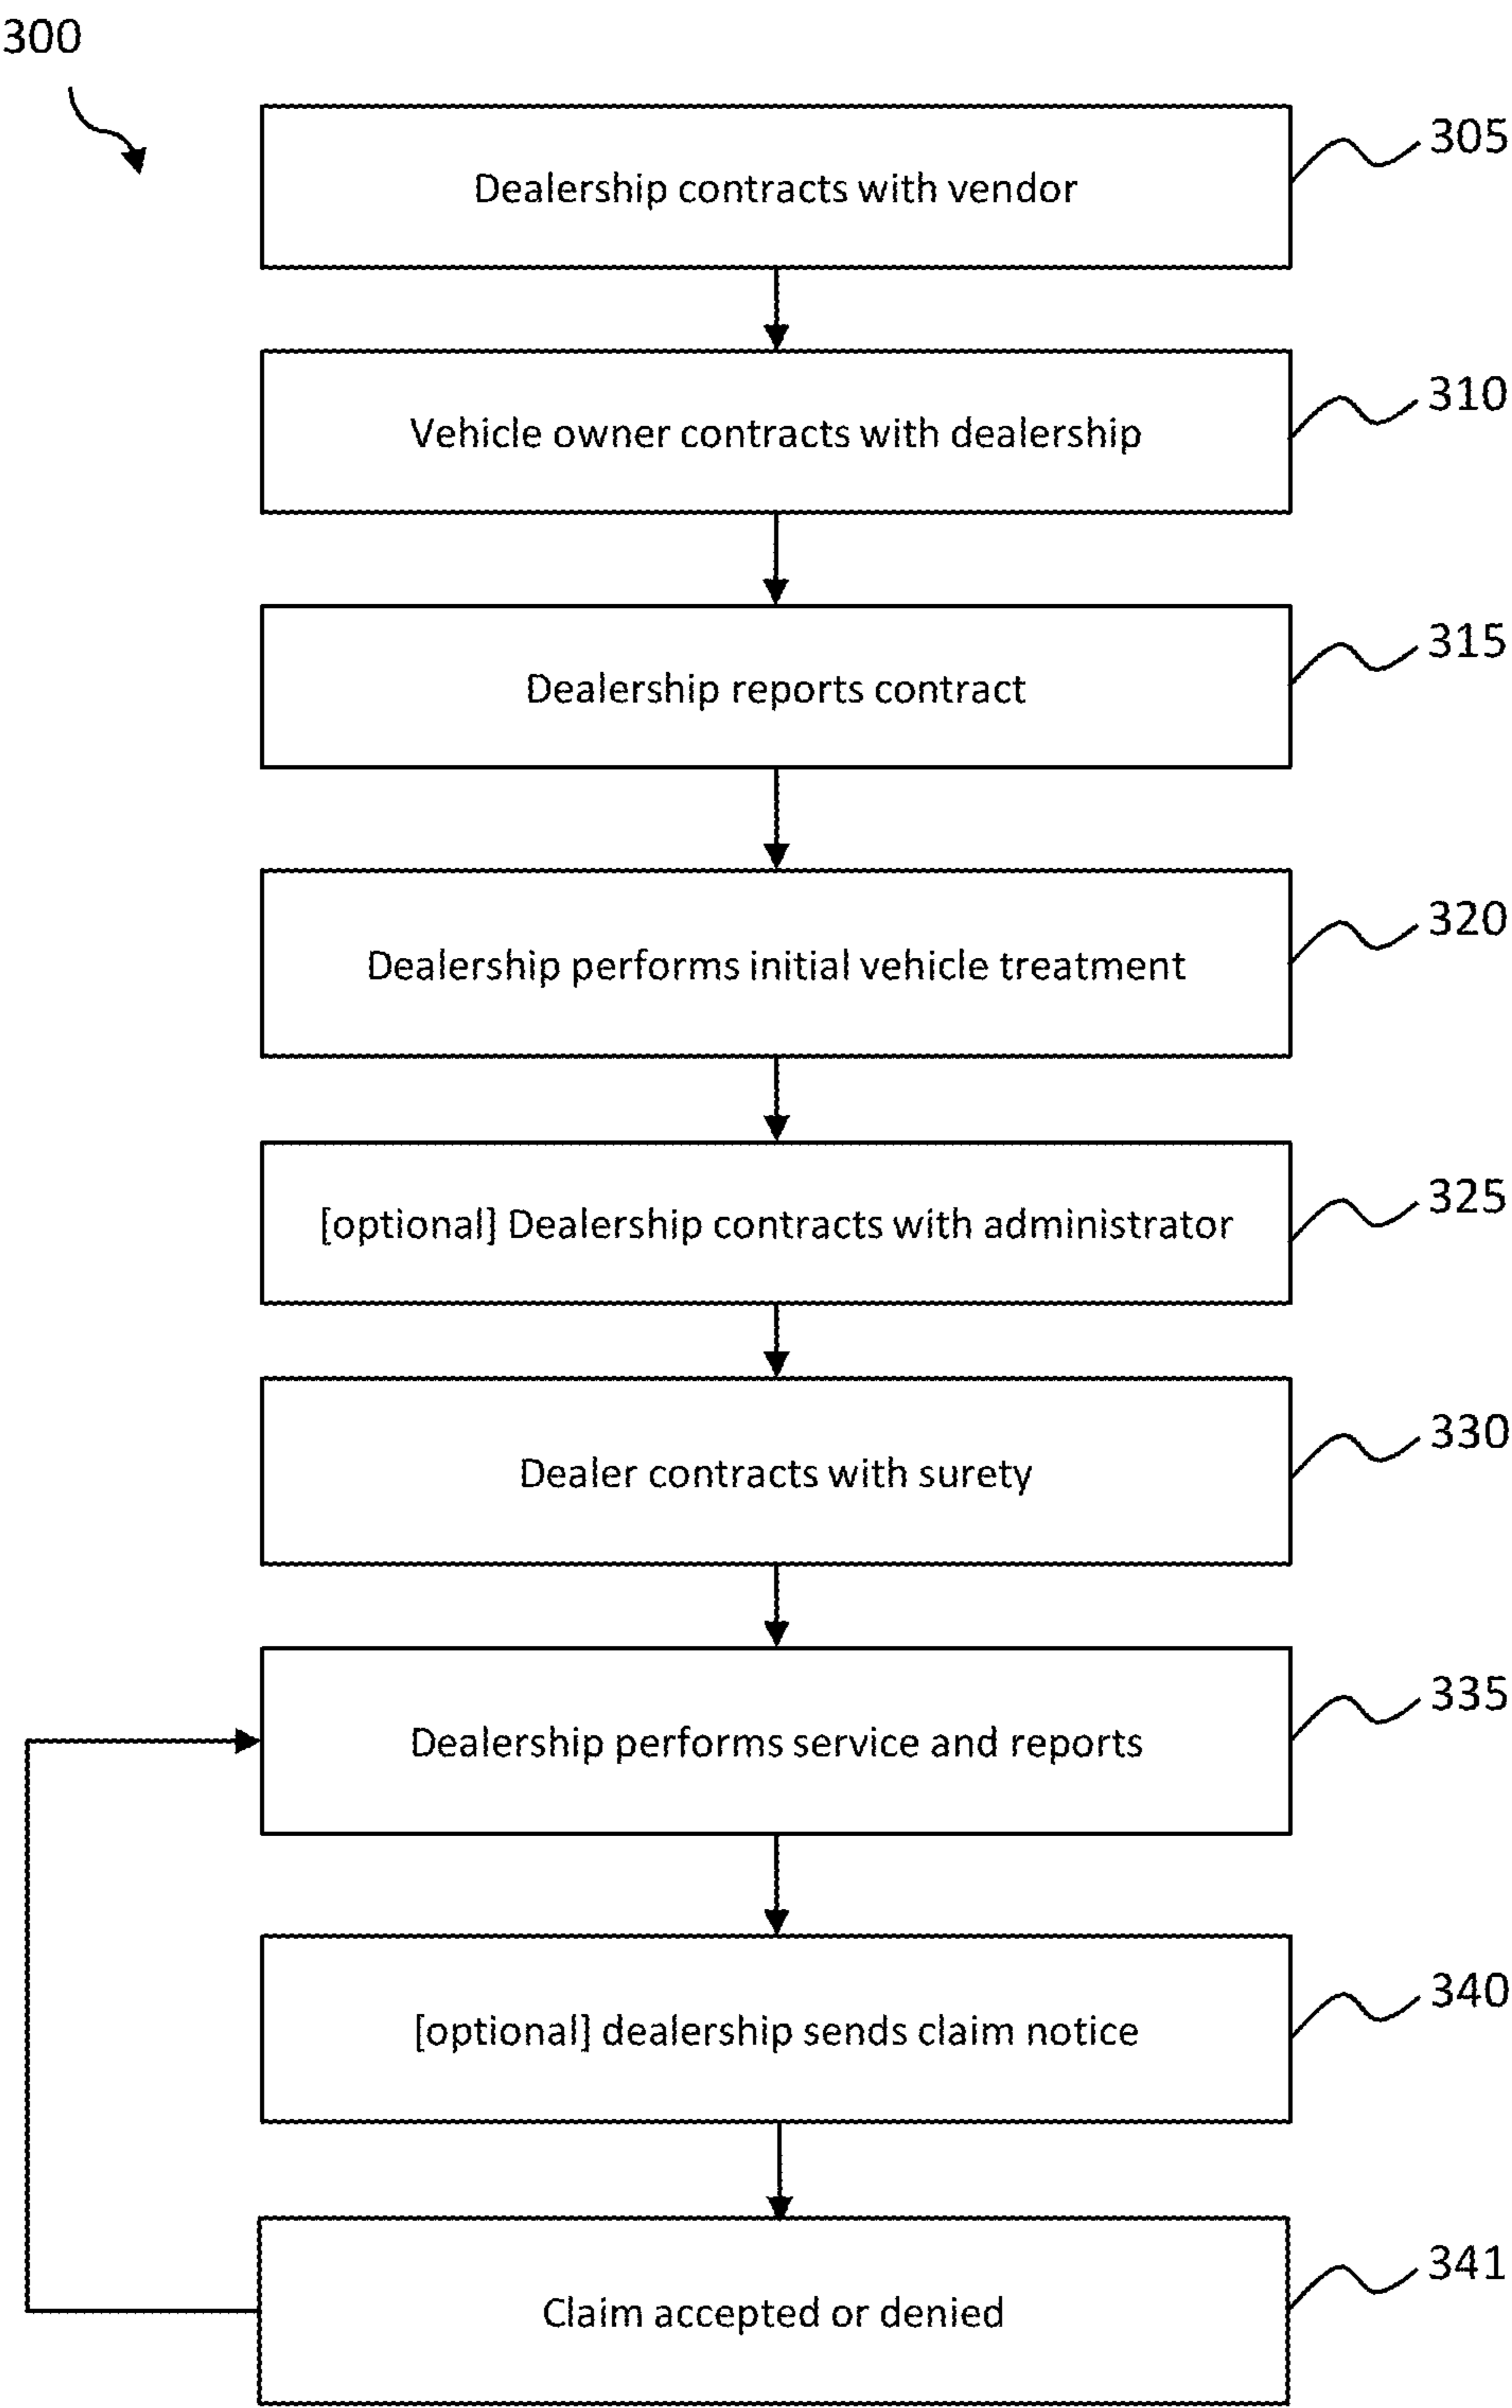 300
Dealership contracts with vendor
305
Vehicle owner contracts with dealership
310
Dealership reports contract
315
Dealership performs initial vehicle treatment
320
[optional] Dealership contracts with administrator
325
Dealer contracts with surety
330
Dealership performs service and reports
335
[optional] dealership sends claim notice
340
Claim accepted or denied
341